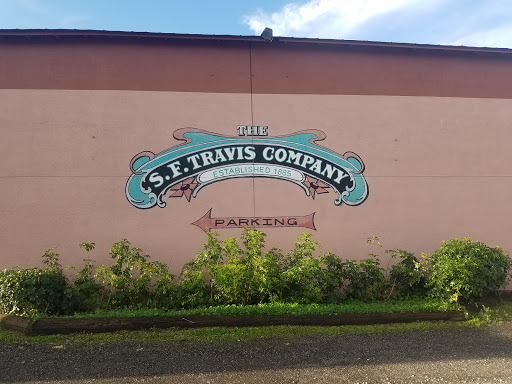 THE
S.F. TRAVIS COMPANY
ESTABLISHED 1885
PARKING